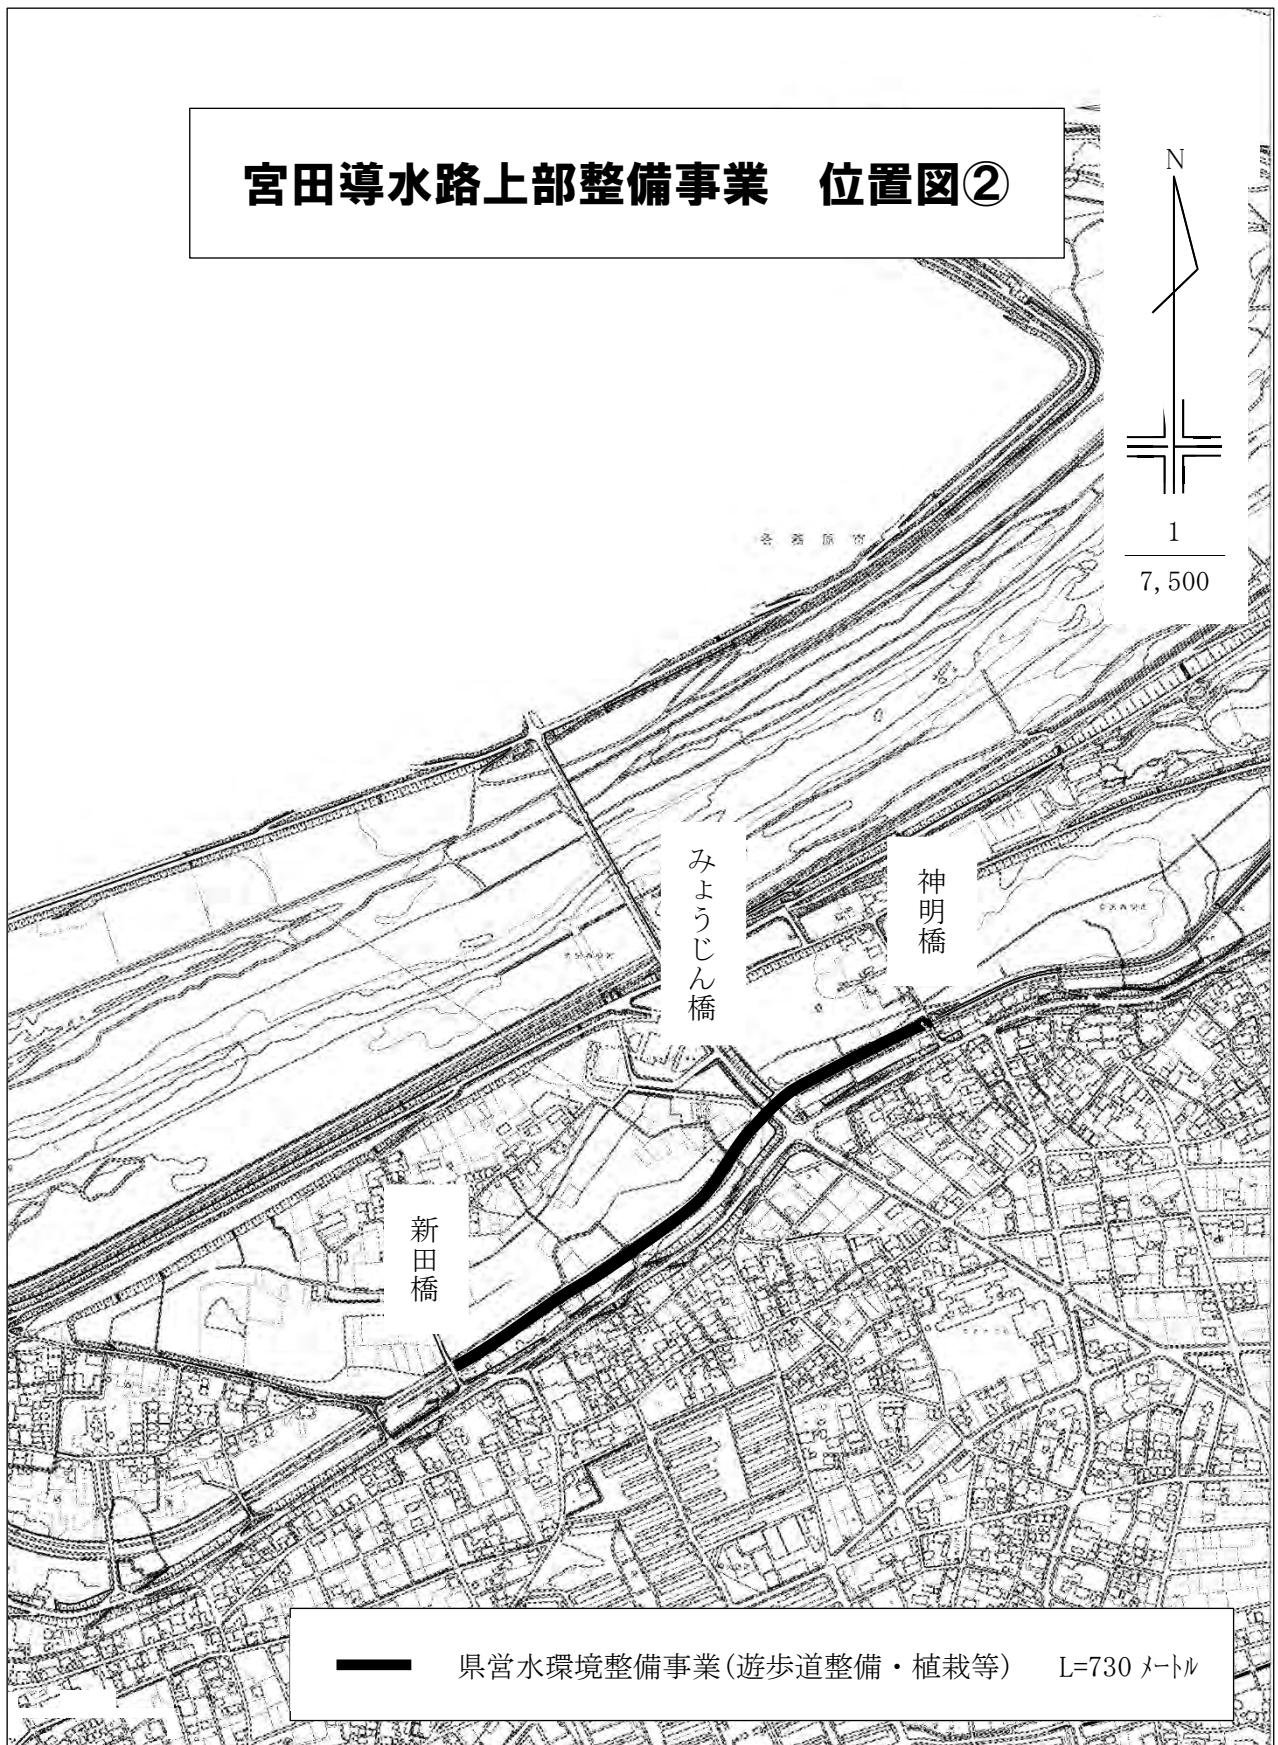 宮田導水路上部整備事業　位置図②
N
1
7,500
各務原市
みょうじん橋
神明橋
新田橋
県営水環境整備事業(遊歩道整備・植栽等)　L=730 メートル